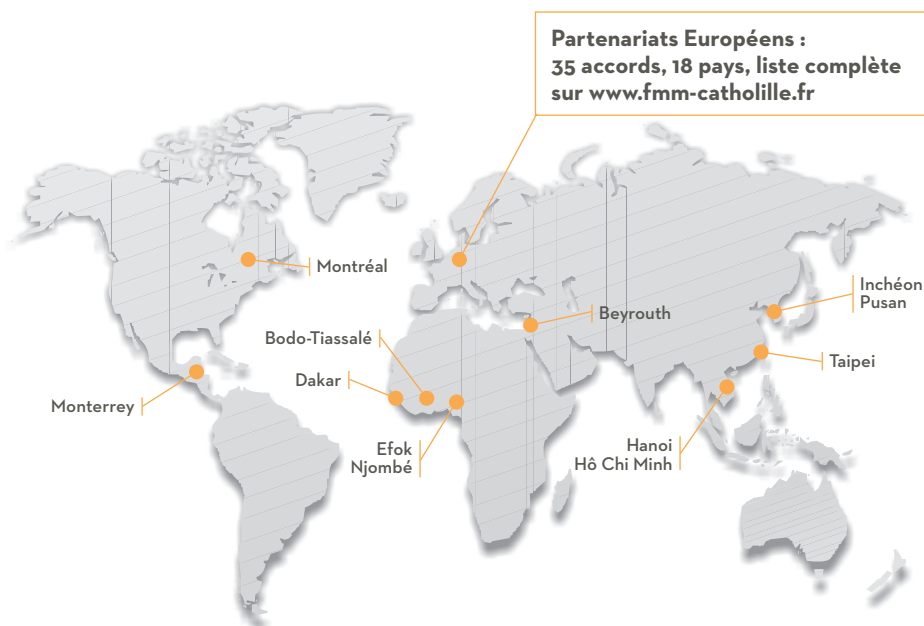 Partenariats Européens :
35 accords, 18 pays, liste complète
sur www.fmm-catholille.fr
Montréal
Inchéon
Pusan
Beyrouth
Bodo-Tiassalé
Taipei
Dakar
Monterrey
Efok
Njombé
Hanoi
Hô Chi Minh